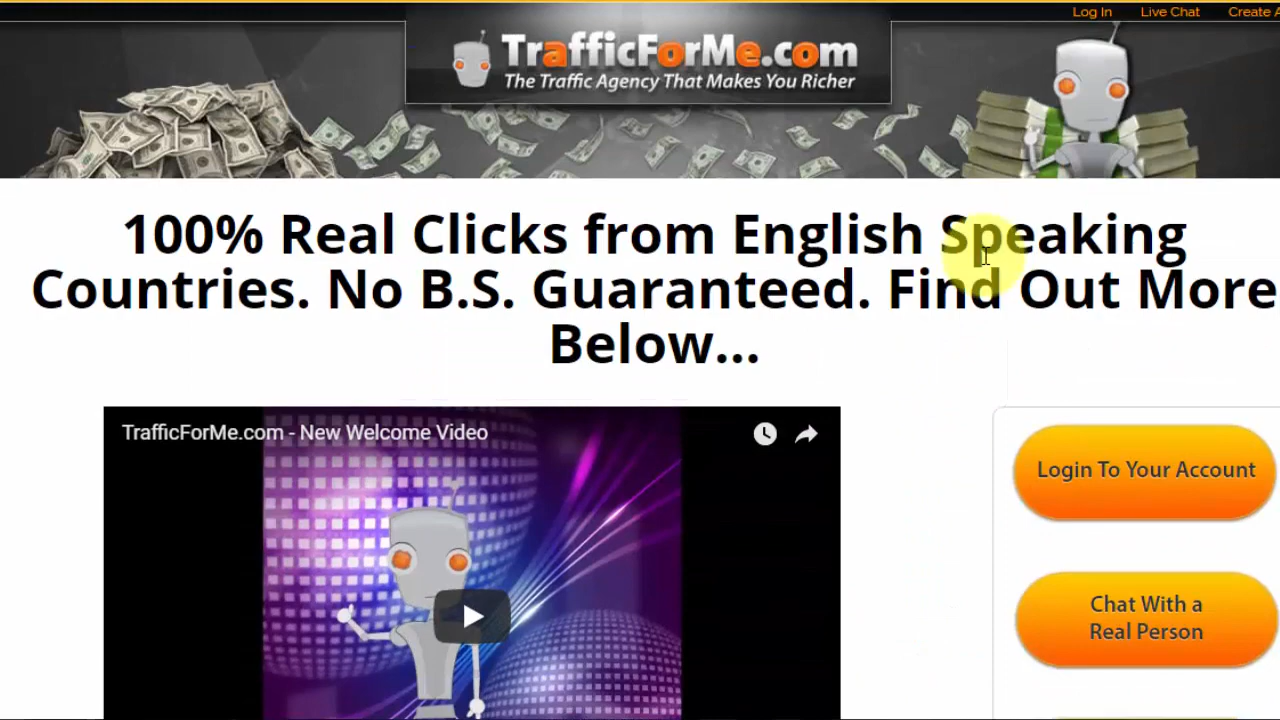 Log In
Live Chat
Create A
TrafficForMe.com
The Traffic Agency That Makes You Richer
100% Real Clicks from English Speaking
Countries. No B.S. Guaranteed. Find Out More
Below...
TrafficForMe.com - New Welcome Video
Login To Your Account
Chat With a
Real Person